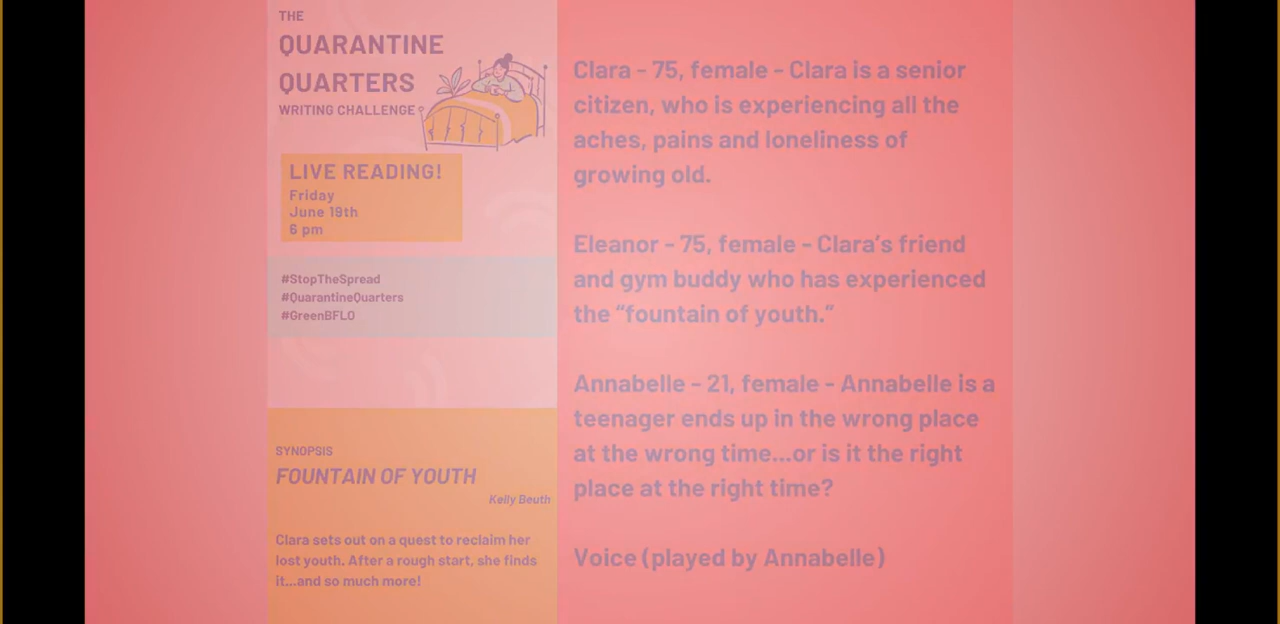 THE
QUARANTINE
QUARTERS
WRITING CHALLENGE
LIVE READING!
Friday
June 19th
6 pm
#StopTheSpread
#QuarantineQuarters
#GreenBFLO
SYNOPSIS
FOUNTAIN OF YOUTH
Kelly Beuth
Clara sets out on a quest to reclaim her
lost youth. After a rough start, she finds
it...and so much more!
Clara - 75, female - Clara is a senior
citizen, who is experiencing all the
aches, pains and loneliness of
growing old.
Eleanor - 75, female - Clara’s friend
and gym buddy who has experienced
the “fountain of youth.”
Annabelle - 21, female - Annabelle is a
teenager ends up in the wrong place
at the wrong time...or is it the right
place at the right time?
Voice (played by Annabelle)